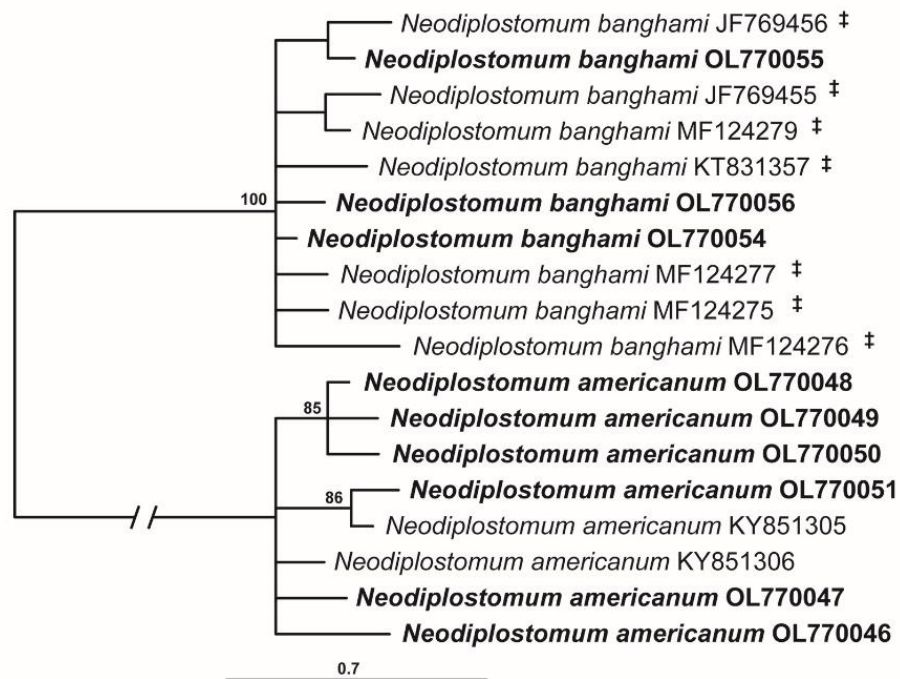 Neodiplostomum banghami JF769456 ‡
Neodiplostomum banghami OL770055
Neodiplostomum banghami JF769455 ‡
Neodiplostomum banghami MF124279 ‡
Neodiplostomum banghami KT831357 ‡
100
Neodiplostomum banghami OL770056
Neodiplostomum banghami OL770054
Neodiplostomum banghami MF124277 ‡
Neodiplostomum banghami MF124275 ‡
Neodiplostomum banghami MF124276 ‡
Neodiplostomum americanum OL770048
85
Neodiplostomum americanum OL770049
Neodiplostomum americanum OL770050
Neodiplostomum americanum OL770051
86
Neodiplostomum americanum KY851305
Neodiplostomum americanum KY851306
Neodiplostomum americanum OL770047
Neodiplostomum americanum OL770046
0.7